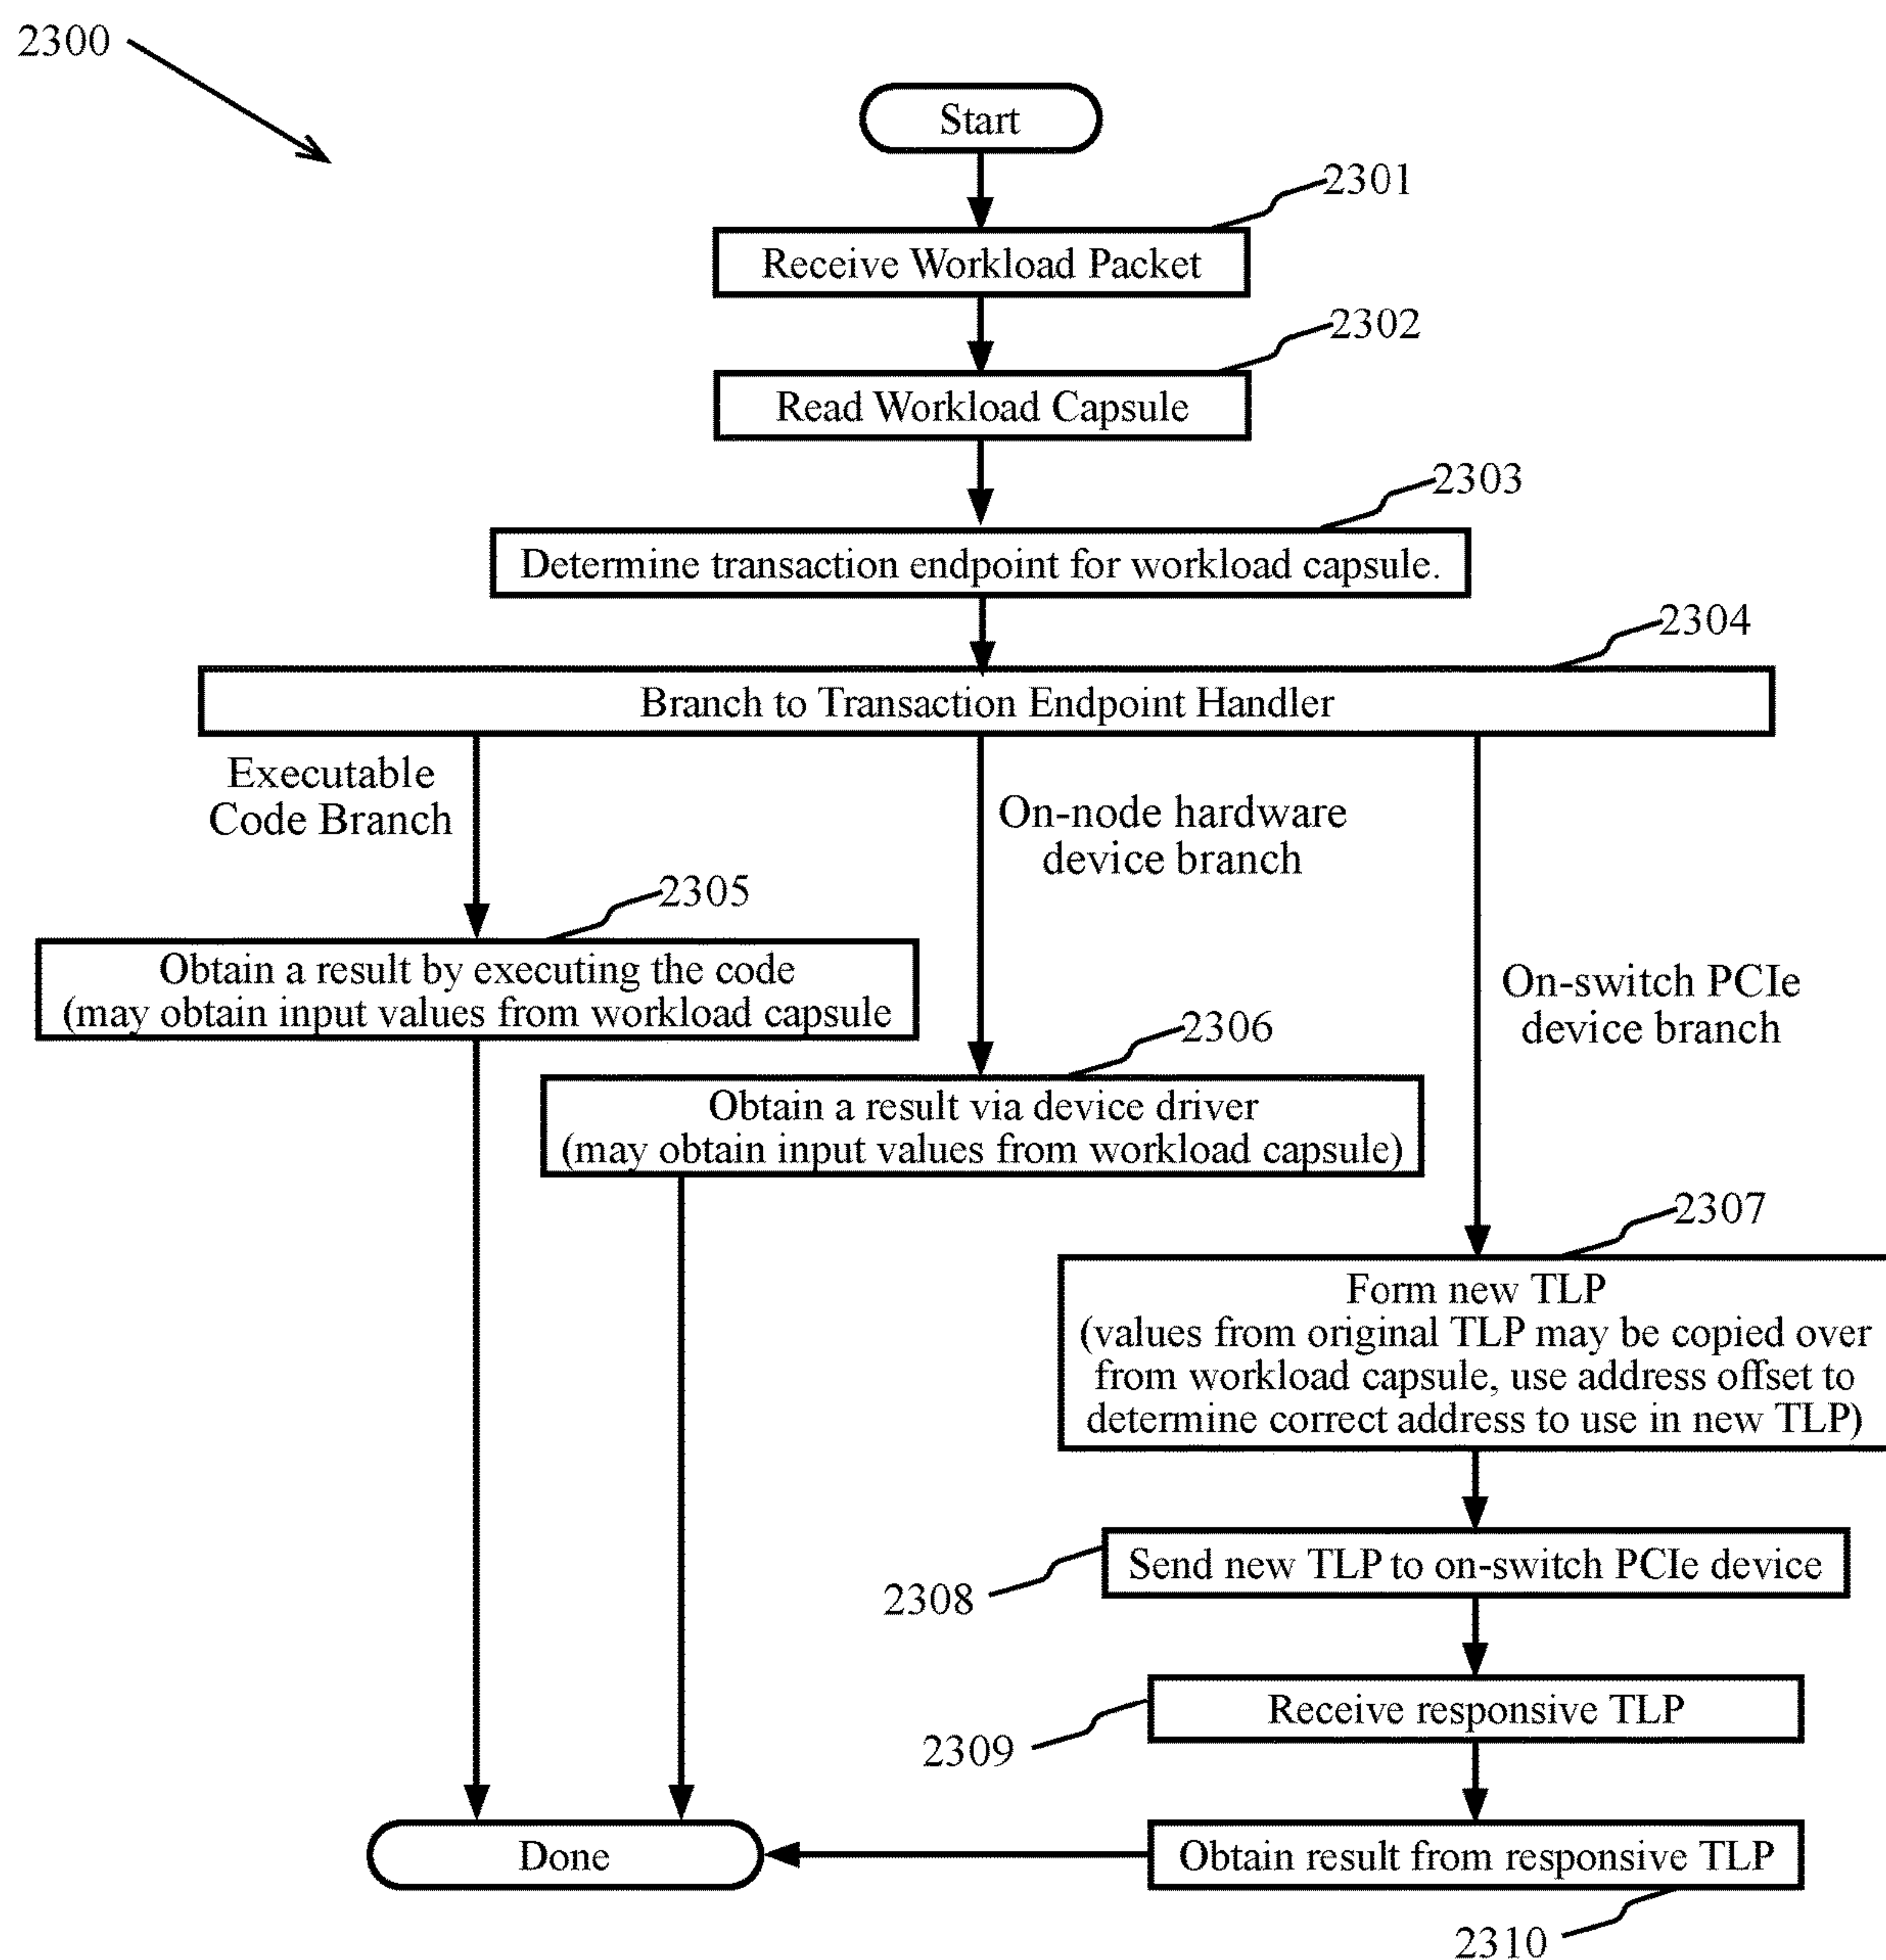 2300
Start
2301
Receive Workload Packet
2302
Read Workload Capsule
2303
Determine transaction endpoint for workload capsule.
2304
Branch to Transaction Endpoint Handler
Executable
Code Branch
On-node hardware
device branch
On-switch PCIe
device branch
2305
Obtain a result by executing the code
(may obtain input values from workload capsule
2306
Obtain a result via device driver
(may obtain input values from workload capsule)
2307
Form new TLP
(values from original TLP may be copied over
from workload capsule, use address offset to
determine correct address to use in new TLP)
2308
Send new TLP to on-switch PCIe device
2309
Receive responsive TLP
Done
Obtain result from responsive TLP
2310